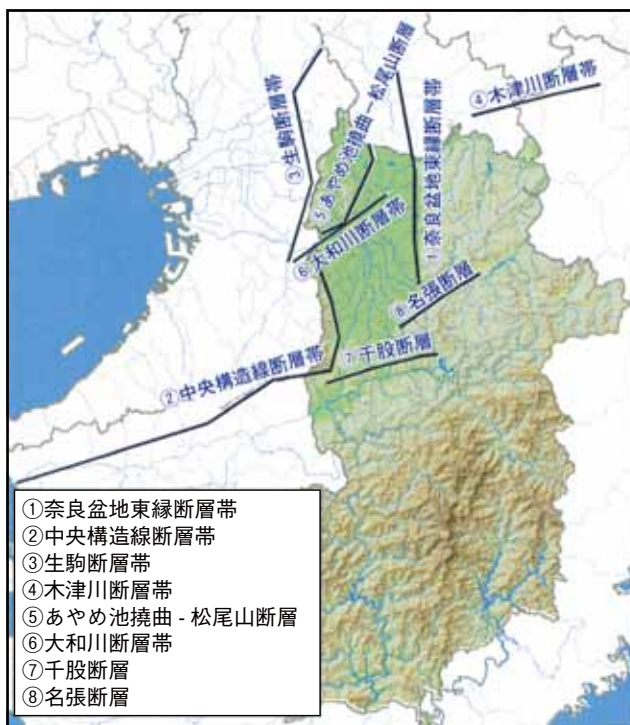 ④木津川断層帯
③生駒断層帯
⑤あやめ池撓曲ー松尾山断層
①奈良盆地東縁断層帯
⑥大和川断層帯
⑧名張断層
⑦千股断層
②中央構造線断層帯
①奈良盆地東縁断層帯
②中央構造線断層帯
③生駒断層帯
④木津川断層帯
⑤あやめ池撓曲 - 松尾山断層
⑥大和川断層帯
⑦千股断層
⑧名張断層